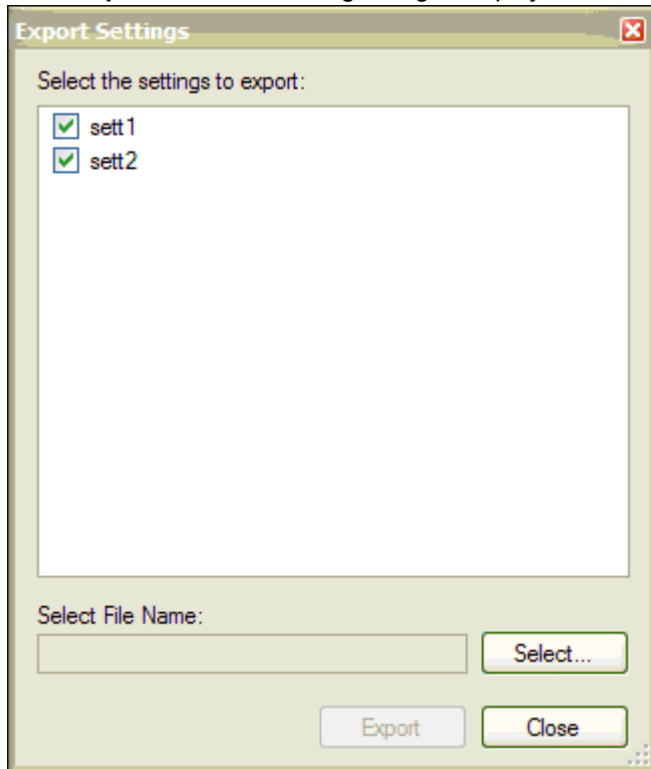 Export Settings
Select the settings to export:
sett1
sett2
Select File Name:
Select...
Export
Close